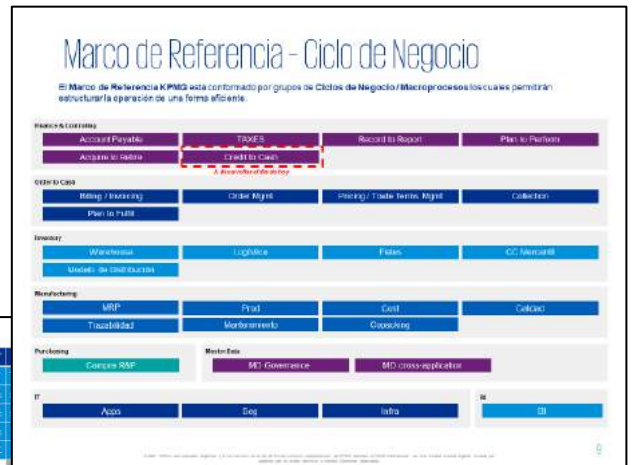 Marco de Referencia - Ciclo de Negocio
El Marco de Referencia KPMG está conformado por grupos de Ciclos de Negocio/Macroprocesos los cuales permitirán
estructurar la operación de una forma eficiente.
Finance & Controlling
Account Payable TAXES Record to Report Plan to Perform
Acquire to Retire Credit to Cash
Order to Cash
Billing / Invoicing Order Mgmt Pricing / Trade Terms Mgmt Collection
Plan to Fulfill
Inventory
Warehouse Logística Fletes CC Mercantil
Modelo de Distribución
Manufacturing
MRP Prod Cost Calidad
Trazabilidad Mantenimiento Copacking
Purchasing Master Data
Compra R&P MD Governance MD cross-application
IT BI
Apps Seg Infra BI
9